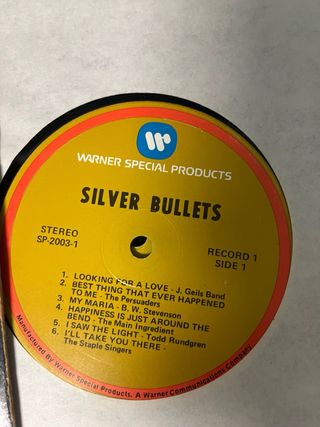 W
WARNER SPECIAL PRODUCTS
SILVER BULLETS
STEREO
SP-2003-1
RECORD 1
SIDE 1
1. LOOKING FOR A LOVE - J. Geils Band
2. BEST THING THAT EVER HAPPENED
TO ME - The Persuaders
3. MY MARIA - B. W. Stevenson
4. HAPPINESS IS JUST AROUND THE
BEND - The Main Ingredient
5. I SAW THE LIGHT - Todd Rundgren
6. I'LL TAKE YOU THERE -
The Staple Singers
Manufactured By Warner Special Products. A Warner Communications Company